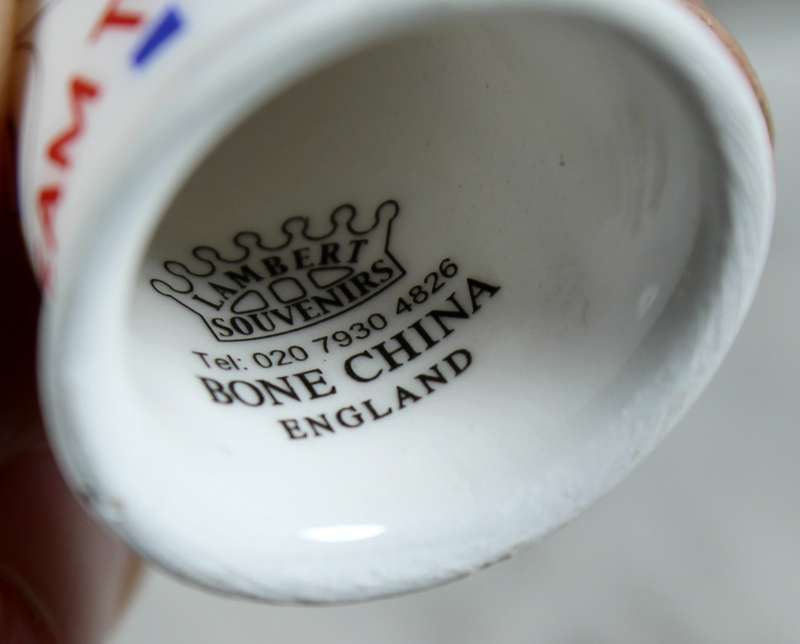 LAMBERT
SOUVENIRS
Tel: 020 7930 4826
BONE CHINA
ENGLAND